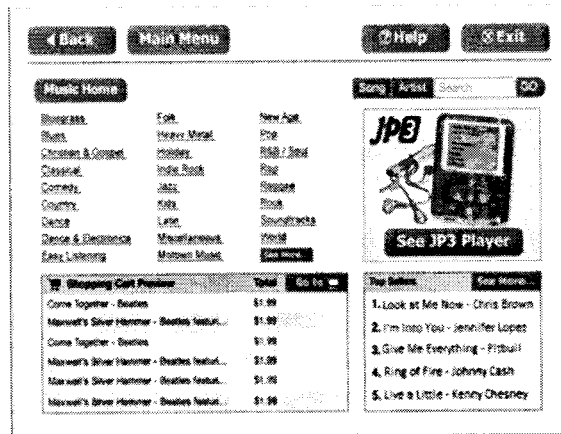 Back Main Menu Help Exit
Music Home
Song Artist Search GO
Bluegrass Folk New Age
Blues Heavy Metal Pop
Christian & Gospel Holiday R&B / Soul
Classical Indie Rock Rap
Comedy Jazz Reggae
Country Kids Rock
Dance Latin Soundtracks
Dance & Electronica Miscellaneous World
Easy Listening Motown Music See More...
JP3
See JP3 Player
Shopping Cart Preview Total Go to
Come Together - Beatles $1.99
Maxwell's Silver Hammer - Beatles featuri... $1.99
Come Together - Beatles $1.99
Maxwell's Silver Hammer - Beatles featuri... $1.99
Maxwell's Silver Hammer - Beatles featuri... $1.99
Maxwell's Silver Hammer - Beatles featuri... $1.99
Top Sellers See More...
1. Look at Me Now - Chris Brown
2. I'm Into You - Jennifer Lopes
3. Give Me Everything - Pitbull
4. Ring of Fire - Johnny Cash
5. Live a Little - Kenny Chesney